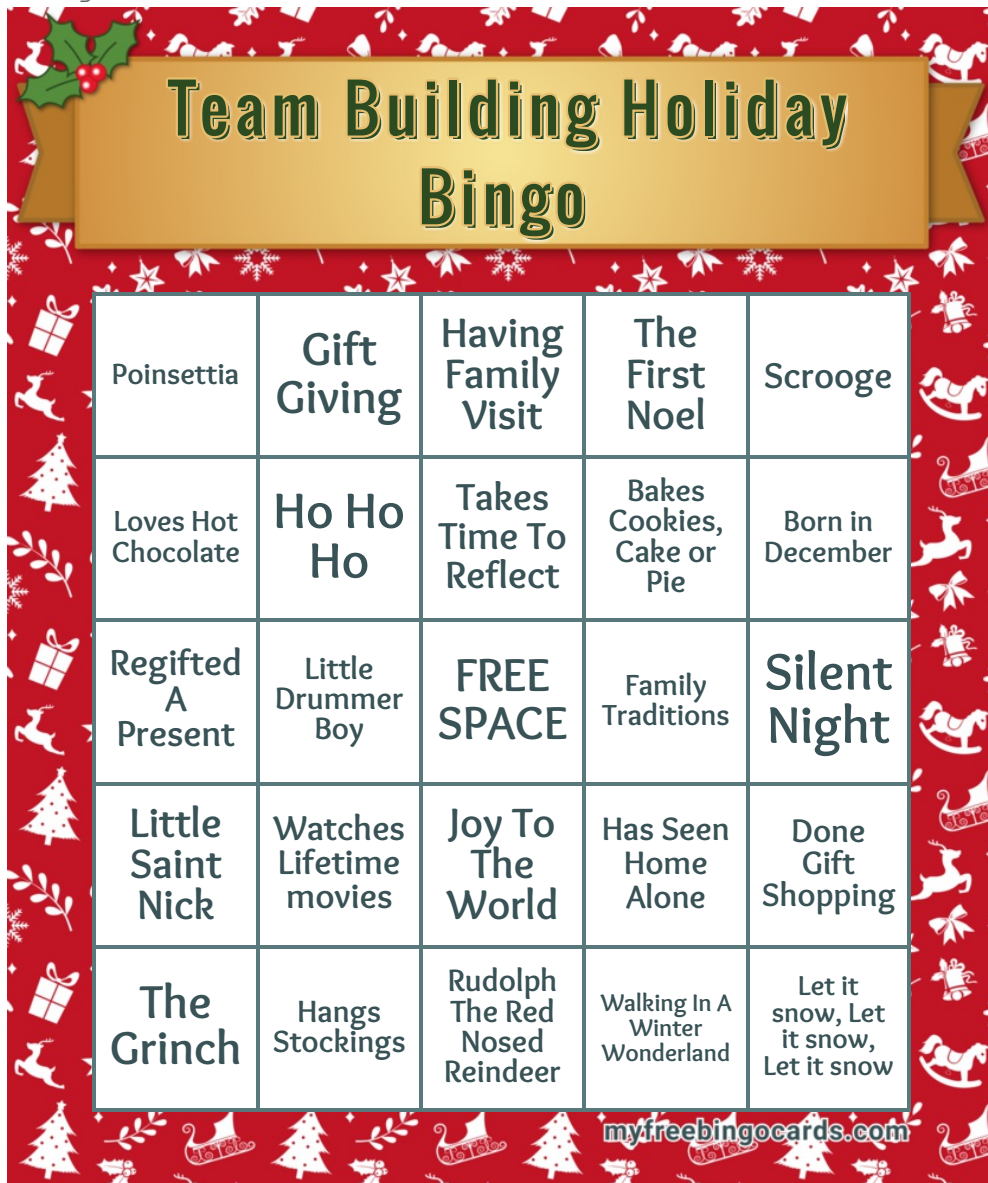 Team Building Holiday
Bingo
Poinsettia
Gift
Giving
Having
Family
Visit
The
First
Noel
Scrooge
Loves Hot
Chocolate
Ho Ho
Ho
Takes
Time To
Reflect
Bakes
Cookies,
Cake or
Pie
Born in
December
Regifted
A
Present
Little
Drummer
Boy
FREE
SPACE
Family
Traditions
Silent
Night
Little
Saint
Nick
Watches
Lifetime
movies
Joy To
The
World
Has Seen
Home
Alone
Done
Gift
Shopping
The
Grinch
Hangs
Stockings
Rudolph
The Red
Nosed
Reindeer
Walking In A
Winter
Wonderland
Let it
snow, Let
it snow,
Let it snow
myfreebingocards.com